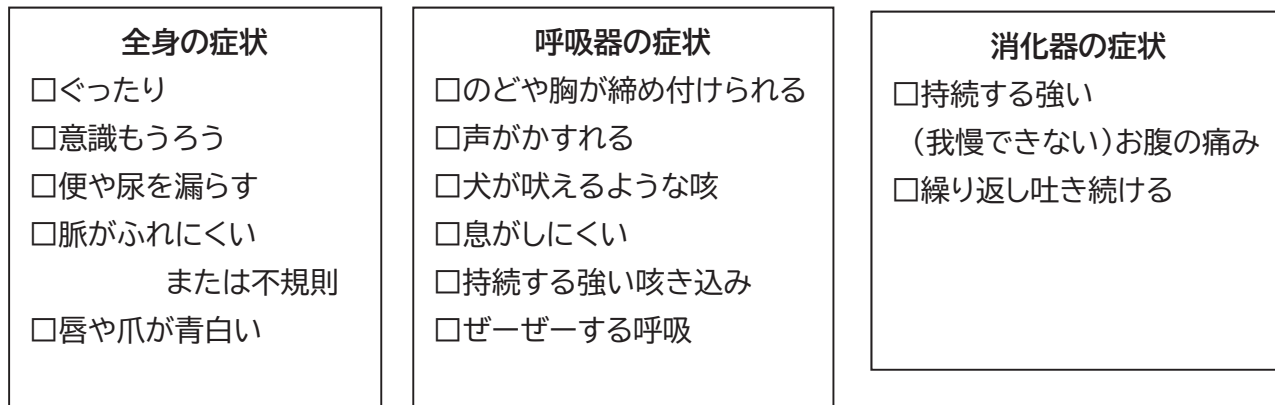 全身の症状
□ぐったり
□意識もうろう
□便や尿を漏らす
□脈がふれにくい
または不規則
□唇や爪が青白い
呼吸器の症状
□のどや胸が締め付けられる
□声がかすれる
□犬が吠えるような咳
□息がしにくい
□持続する強い咳き込み
□ぜーぜーする呼吸
消化器の症状
□持続する強い
(我慢できない)お腹の痛み
□繰り返し吐き続ける